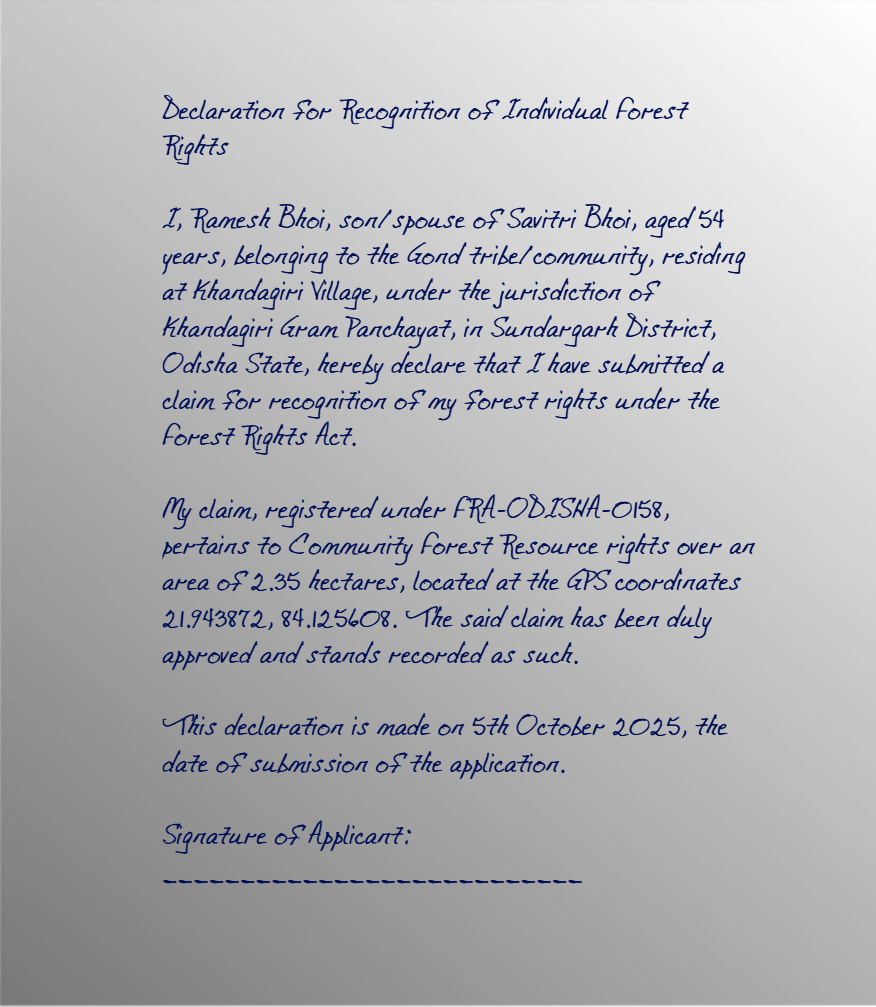 Declaration for Recognition of Individual Forest
Rights
I, Ramesh Bhoi, son/spouse of Savitri Bhoi, aged 54
years, belonging to the Gond tribe/community, residing
at Khandagiri Village, under the jurisdiction of
Khandagiri Gram Panchayat, in Sundargarh District,
Odisha State, hereby declare that I have submitted a
claim for recognition of my forest rights under the
Forest Rights Act.
My claim, registered under FRA-ODISHA-0158,
pertains to Community Forest Resource rights over an
area of 2.35 hectares, located at the GPS coordinates
21.943872, 84.125608. The said claim has been duly
approved and stands recorded as such.
This declaration is made on 5th October 2025, the
date of submission of the application.
Signature of Applicant:
___________________________